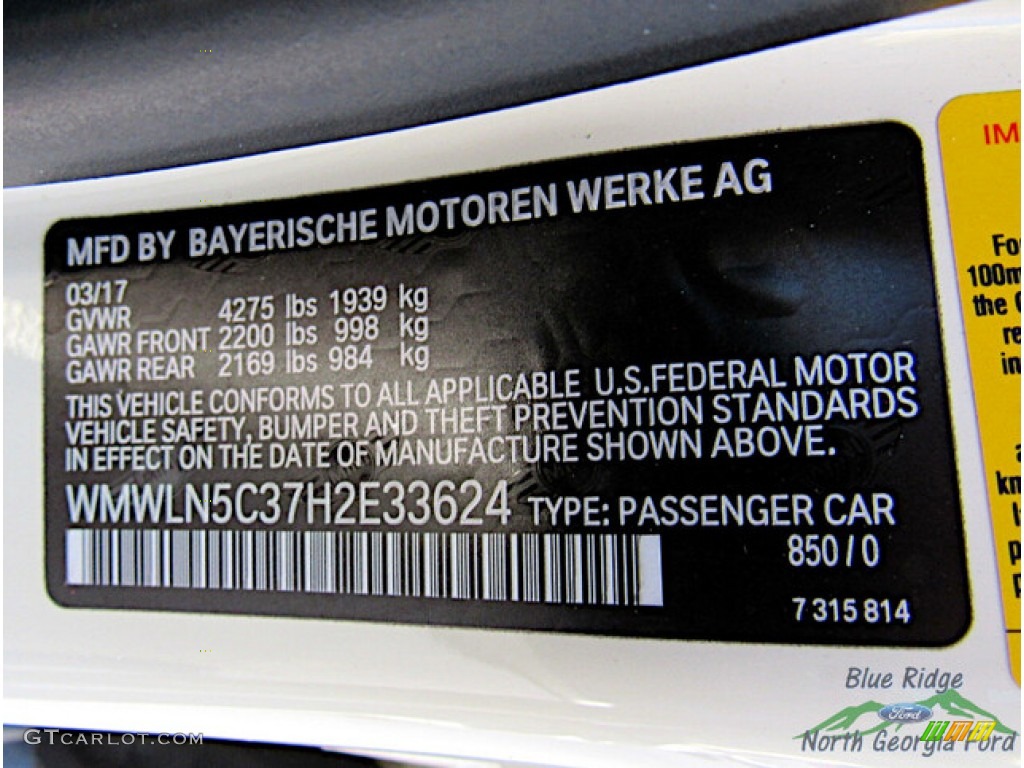 MFD BY BAYERISCHE MOTOREN WERKE AG
03/17
GVWR 4275 lbs 1939 kg
GAWR FRONT 2200 lbs 998 kg
GAWR REAR 2169 lbs 984 kg
THIS VEHICLE CONFORMS TO ALL APPLICABLE U.S.FEDERAL MOTOR
VEHICLE SAFETY, BUMPER AND THEFT PREVENTION STANDARDS
IN EFFECT ON THE DATE OF MANUFACTURE SHOWN ABOVE.
WMWLN5C37H2E33624 TYPE: PASSENGER CAR
850/0
7 315 814
100m
the
in
Blue Ridge
Ford
North Georgia Ford
GTcarlot.com